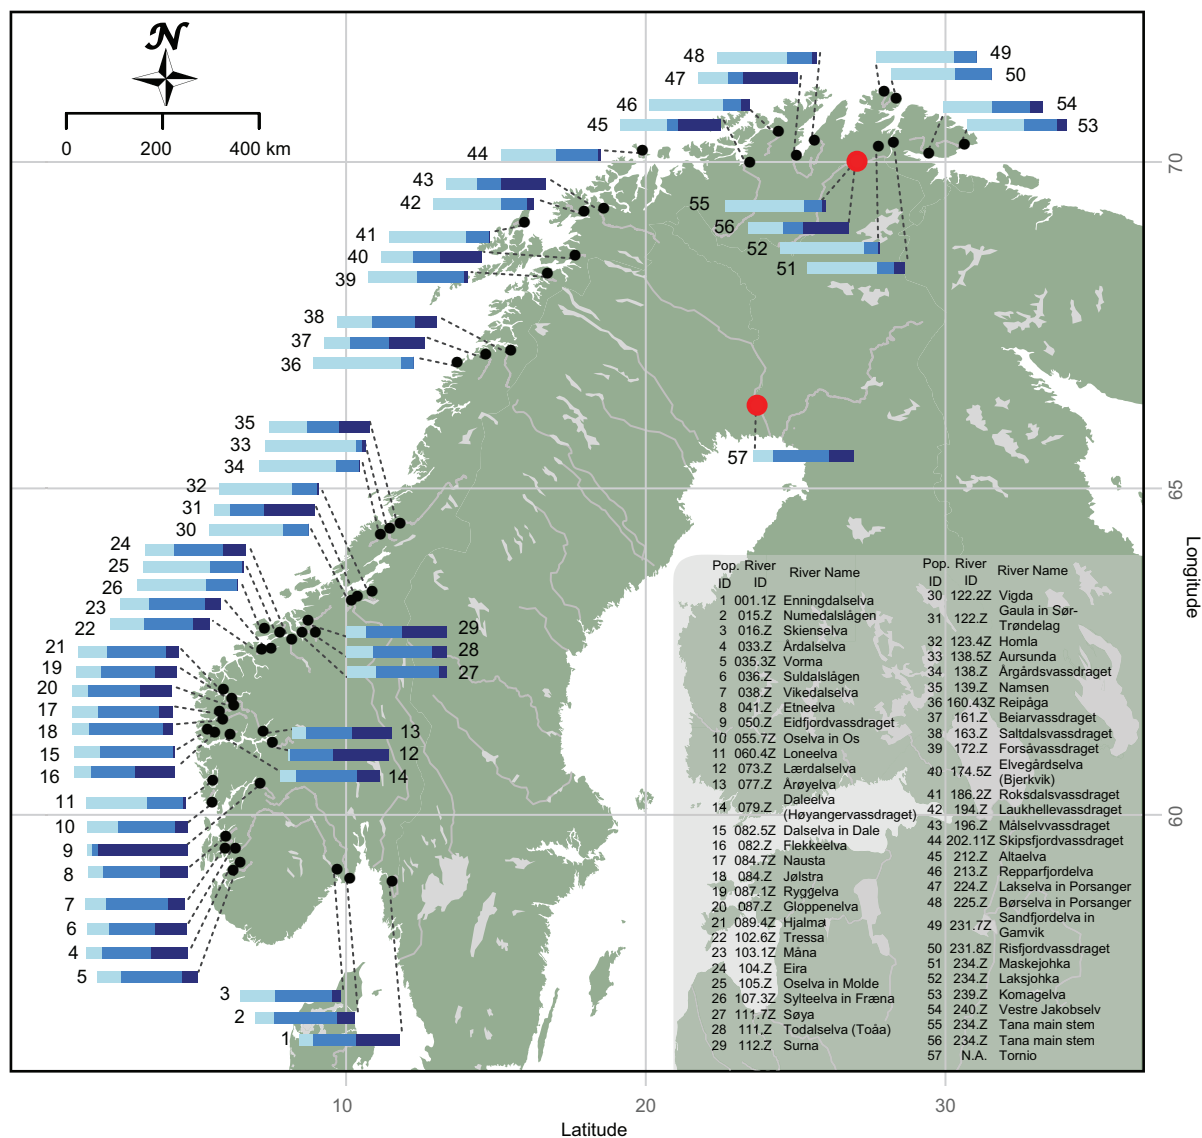 N
0 200 400 km
48
47
46
45
44
43
42
41
40
39
38
37
36
35
33
34
32
31
30
24
25
26
23
22
21
19
20
17
18
15
16
11
10
9
8
7
6
4
5
3
2
1
29
28
27
13
12
14
49
50
54
53
55
56
52
51
57
70
65
60
Longitude
10 20 30
Latitude
Pop. River
ID ID River Name
1 001.1Z Enningdalselva
2 015.Z Numedalslågen
3 016.Z Skienselva
4 033.Z Årdalselva
5 035.3Z Vorma
6 036.Z Suldalslågen
7 038.Z Vikedalselva
8 041.Z Etneelva
9 050.Z Eidfjordvassdraget
10 055.7Z Oselva in Os
11 060.4Z Loneelva
12 073.Z Lærdalselva
13 077.Z Årøyelva
14 079.Z Daleelva
(Høyangervassdraget)
15 082.5Z Dalselva in Dale
16 082.Z Flekkeelva
17 084.7Z Nausta
18 084.Z Jølstra
19 087.1Z Ryggelva
20 087.Z Gloppenelva
21 089.4Z Hjalma
22 102.6Z Tressa
23 103.1Z Måna
24 104.Z Eira
25 105.Z Oselva in Molde
26 107.3Z Sylteelva in Fræna
27 111.7Z Søya
28 111.Z Todalselva (Toåa)
29 112.Z Surna
Pop. River
ID ID River Name
30 122.2Z Vigda
31 122.Z Gaula in Sør-
Trøndelag
32 123.4Z Homla
33 138.5Z Aursunda
34 138.Z Årgårdsvassdraget
35 139.Z Namsen
36 160.43Z Reipåga
37 161.Z Beiarvassdraget
38 163.Z Saltdalsvassdraget
39 172.Z Forsåvassdraget
40 174.5Z Elvegårdselva
(Bjerkvik)
41 186.2Z Roksdalsvassdraget
42 194.Z Laukhellevassdraget
43 196.Z Målselvvassdraget
44 202.11Z Skipsfjordvassdraget
45 212.Z Altaelva
46 213.Z Repparfjordelva
47 224.Z Lakselva in Porsanger
48 225.Z Børselva in Porsanger
49 231.7Z Sandfjordelva in
Gamvik
50 231.8Z Risfjordvassdraget
51 234.Z Maskejohka
52 234.Z Laksjohka
53 239.Z Komagelva
54 240.Z Vestre Jakobselv
55 234.Z Tana main stem
56 234.Z Tana main stem
57 N.A. Tornio